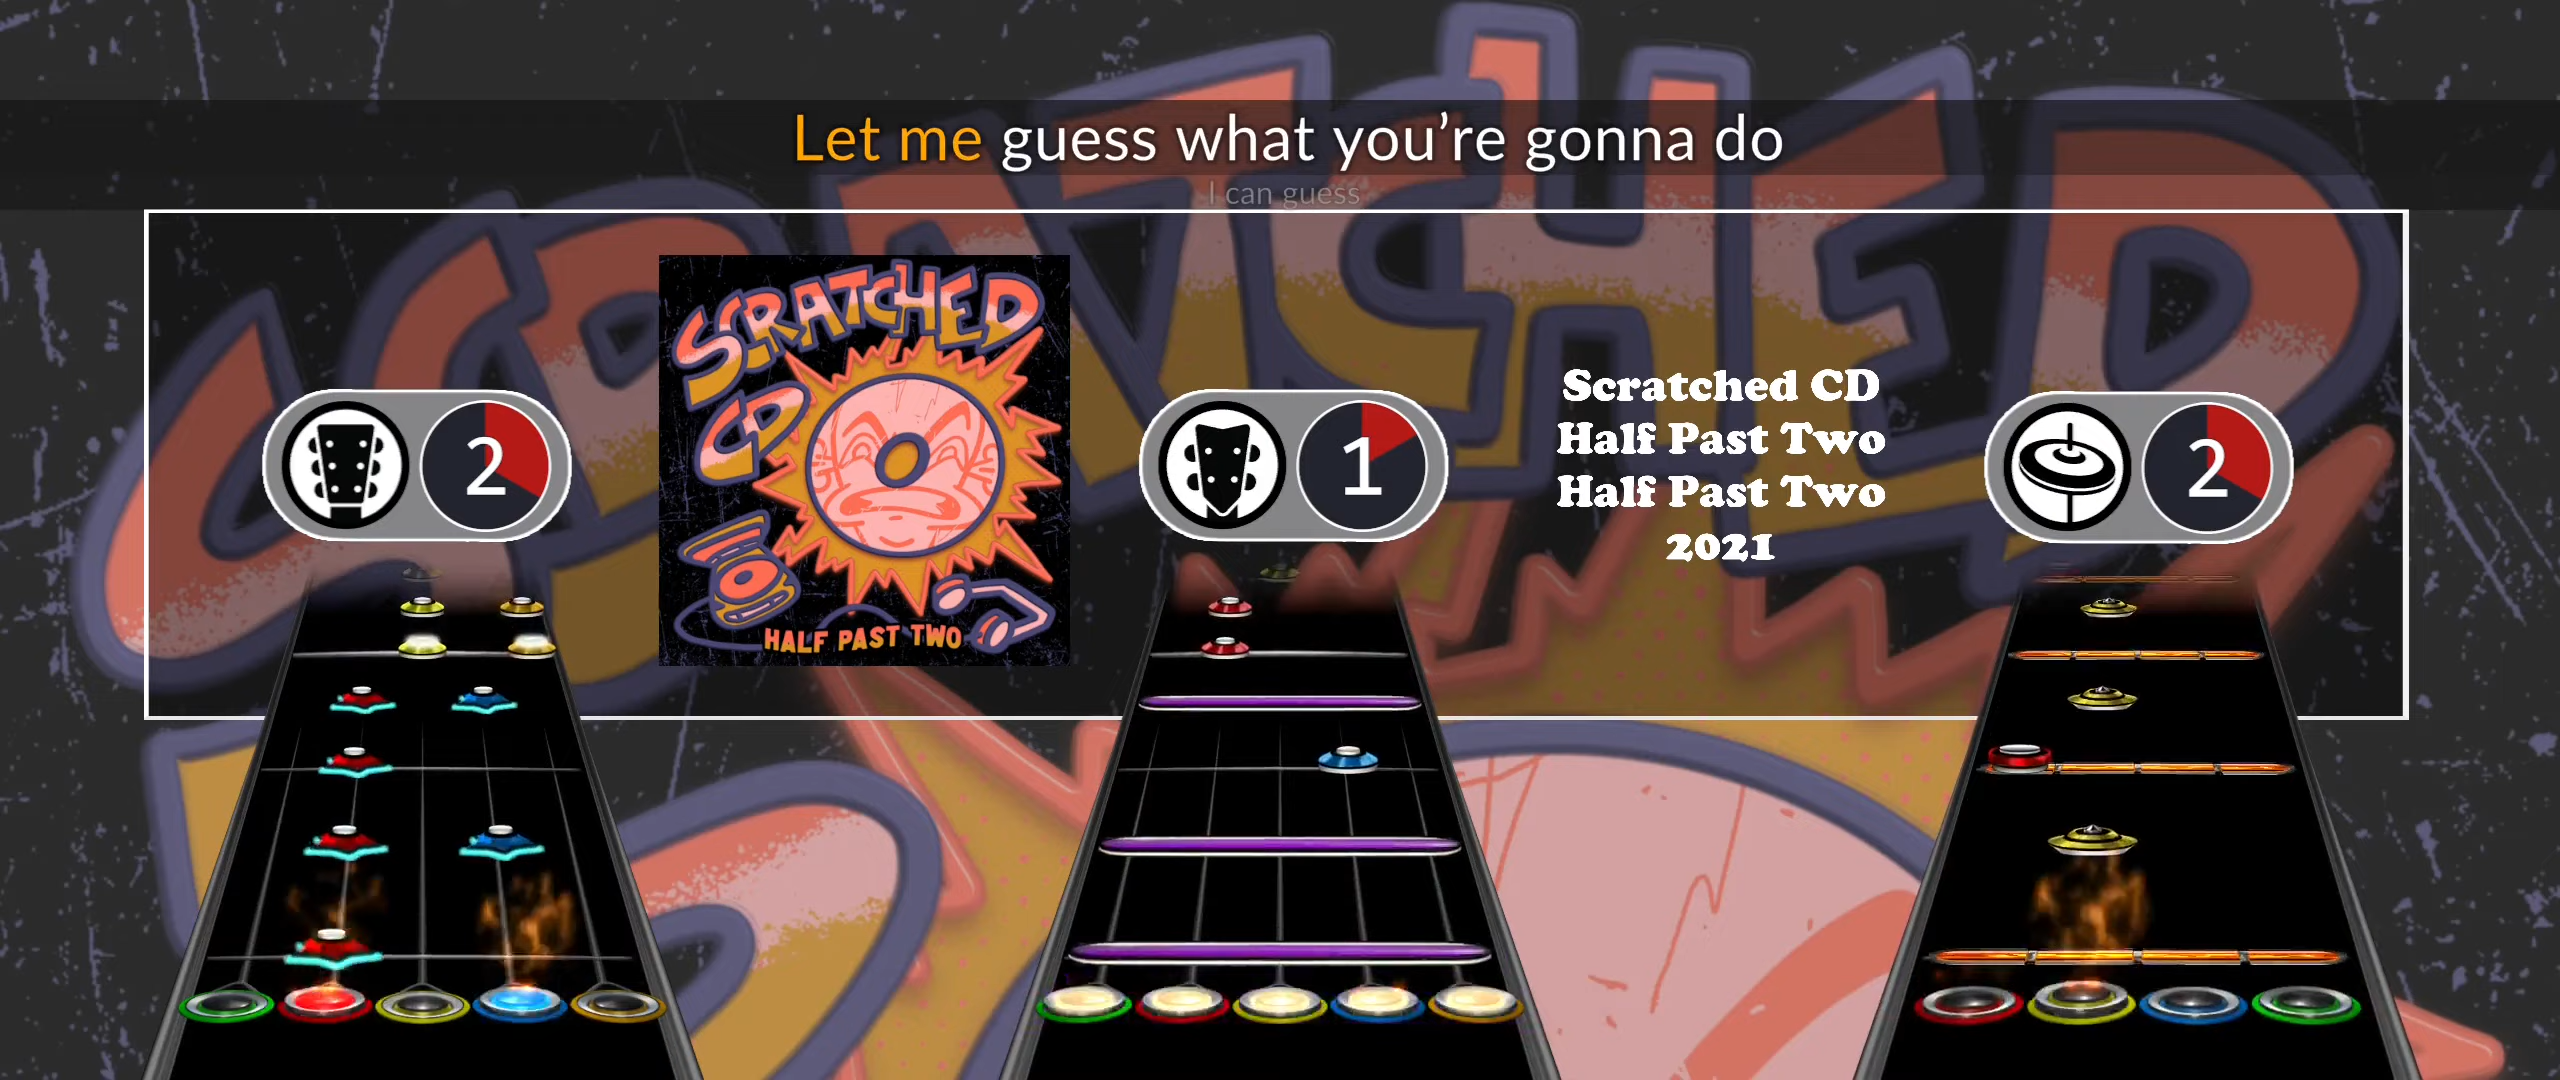 Let me guess what you’re gonna do
I can guess
SCRATCHED
CD
HALF PAST TWO
2
1
Scratched CD
Half Past Two
Half Past Two
2021
2